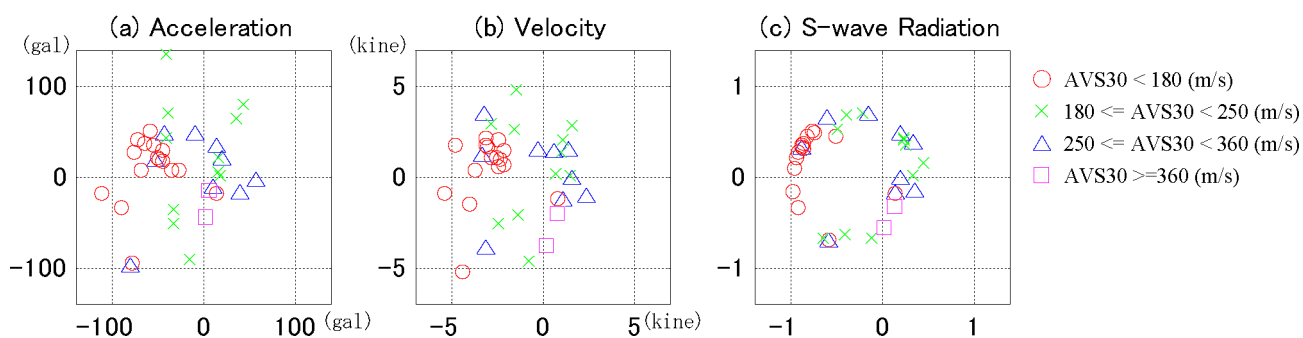 (a) Acceleration
(gal)
100
0
−100
−100 0 100 (gal)
(b) Velocity
(kine)
5
0
−5
−5 0 5 (kine)
(c) S-wave Radiation
1
0
−1
−1 0 1
AVS30 < 180 (m/s)
180 <= AVS30 < 250 (m/s)
250 <= AVS30 < 360 (m/s)
AVS30 >=360 (m/s)